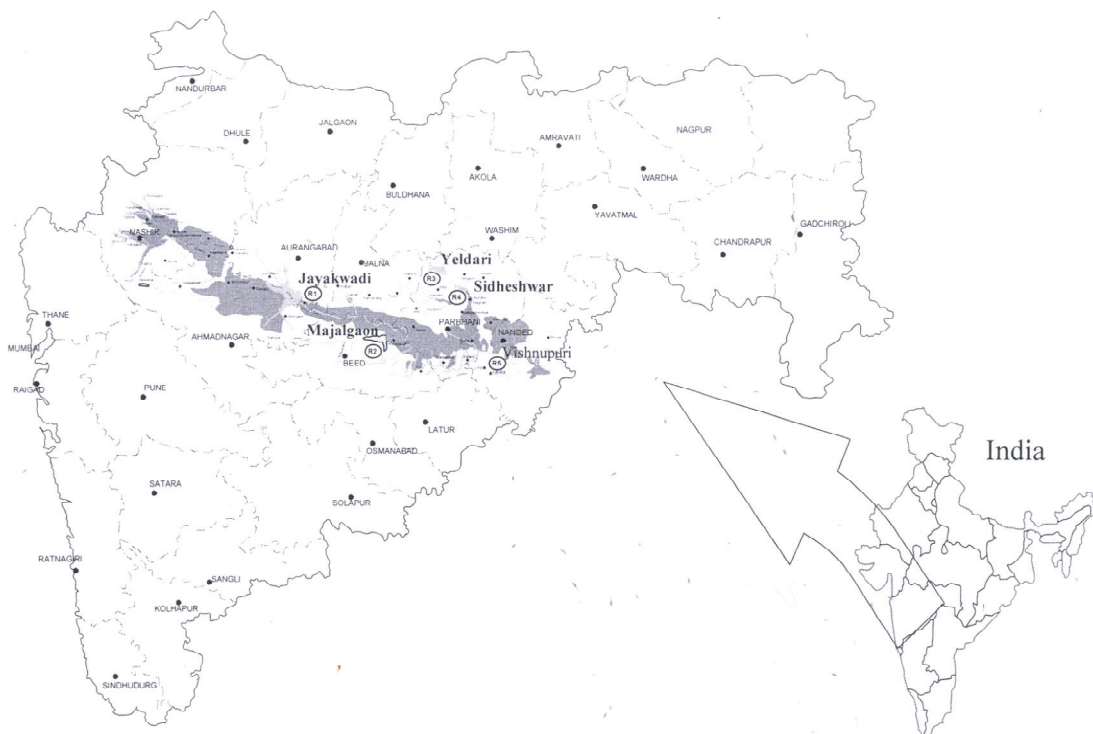 NANDURBAR
DHULE
JALGAON
AMRAVATI
NAGPUR
AKOLA
WARDHA
BULDHANA
YAVATMAL
GADCHIROLI
NASHIK
WASHIM
CHANDRAPUR
AURANGABAD
JALNA
Yeldari
R3
Jayakwadi
R1
Sidheshwar
R4
THANE
Majalgaon
PARBHANI
NANDED
AHMADNAGAR
MUMBAI
R2
BEED
Vishnupuri
R5
RAIGAD
PUNE
LATUR
OSMANABAD
India
SATARA
SOLAPUR
RATNAGIRI
SANGLI
KOLHAPUR
SINDHUDURG